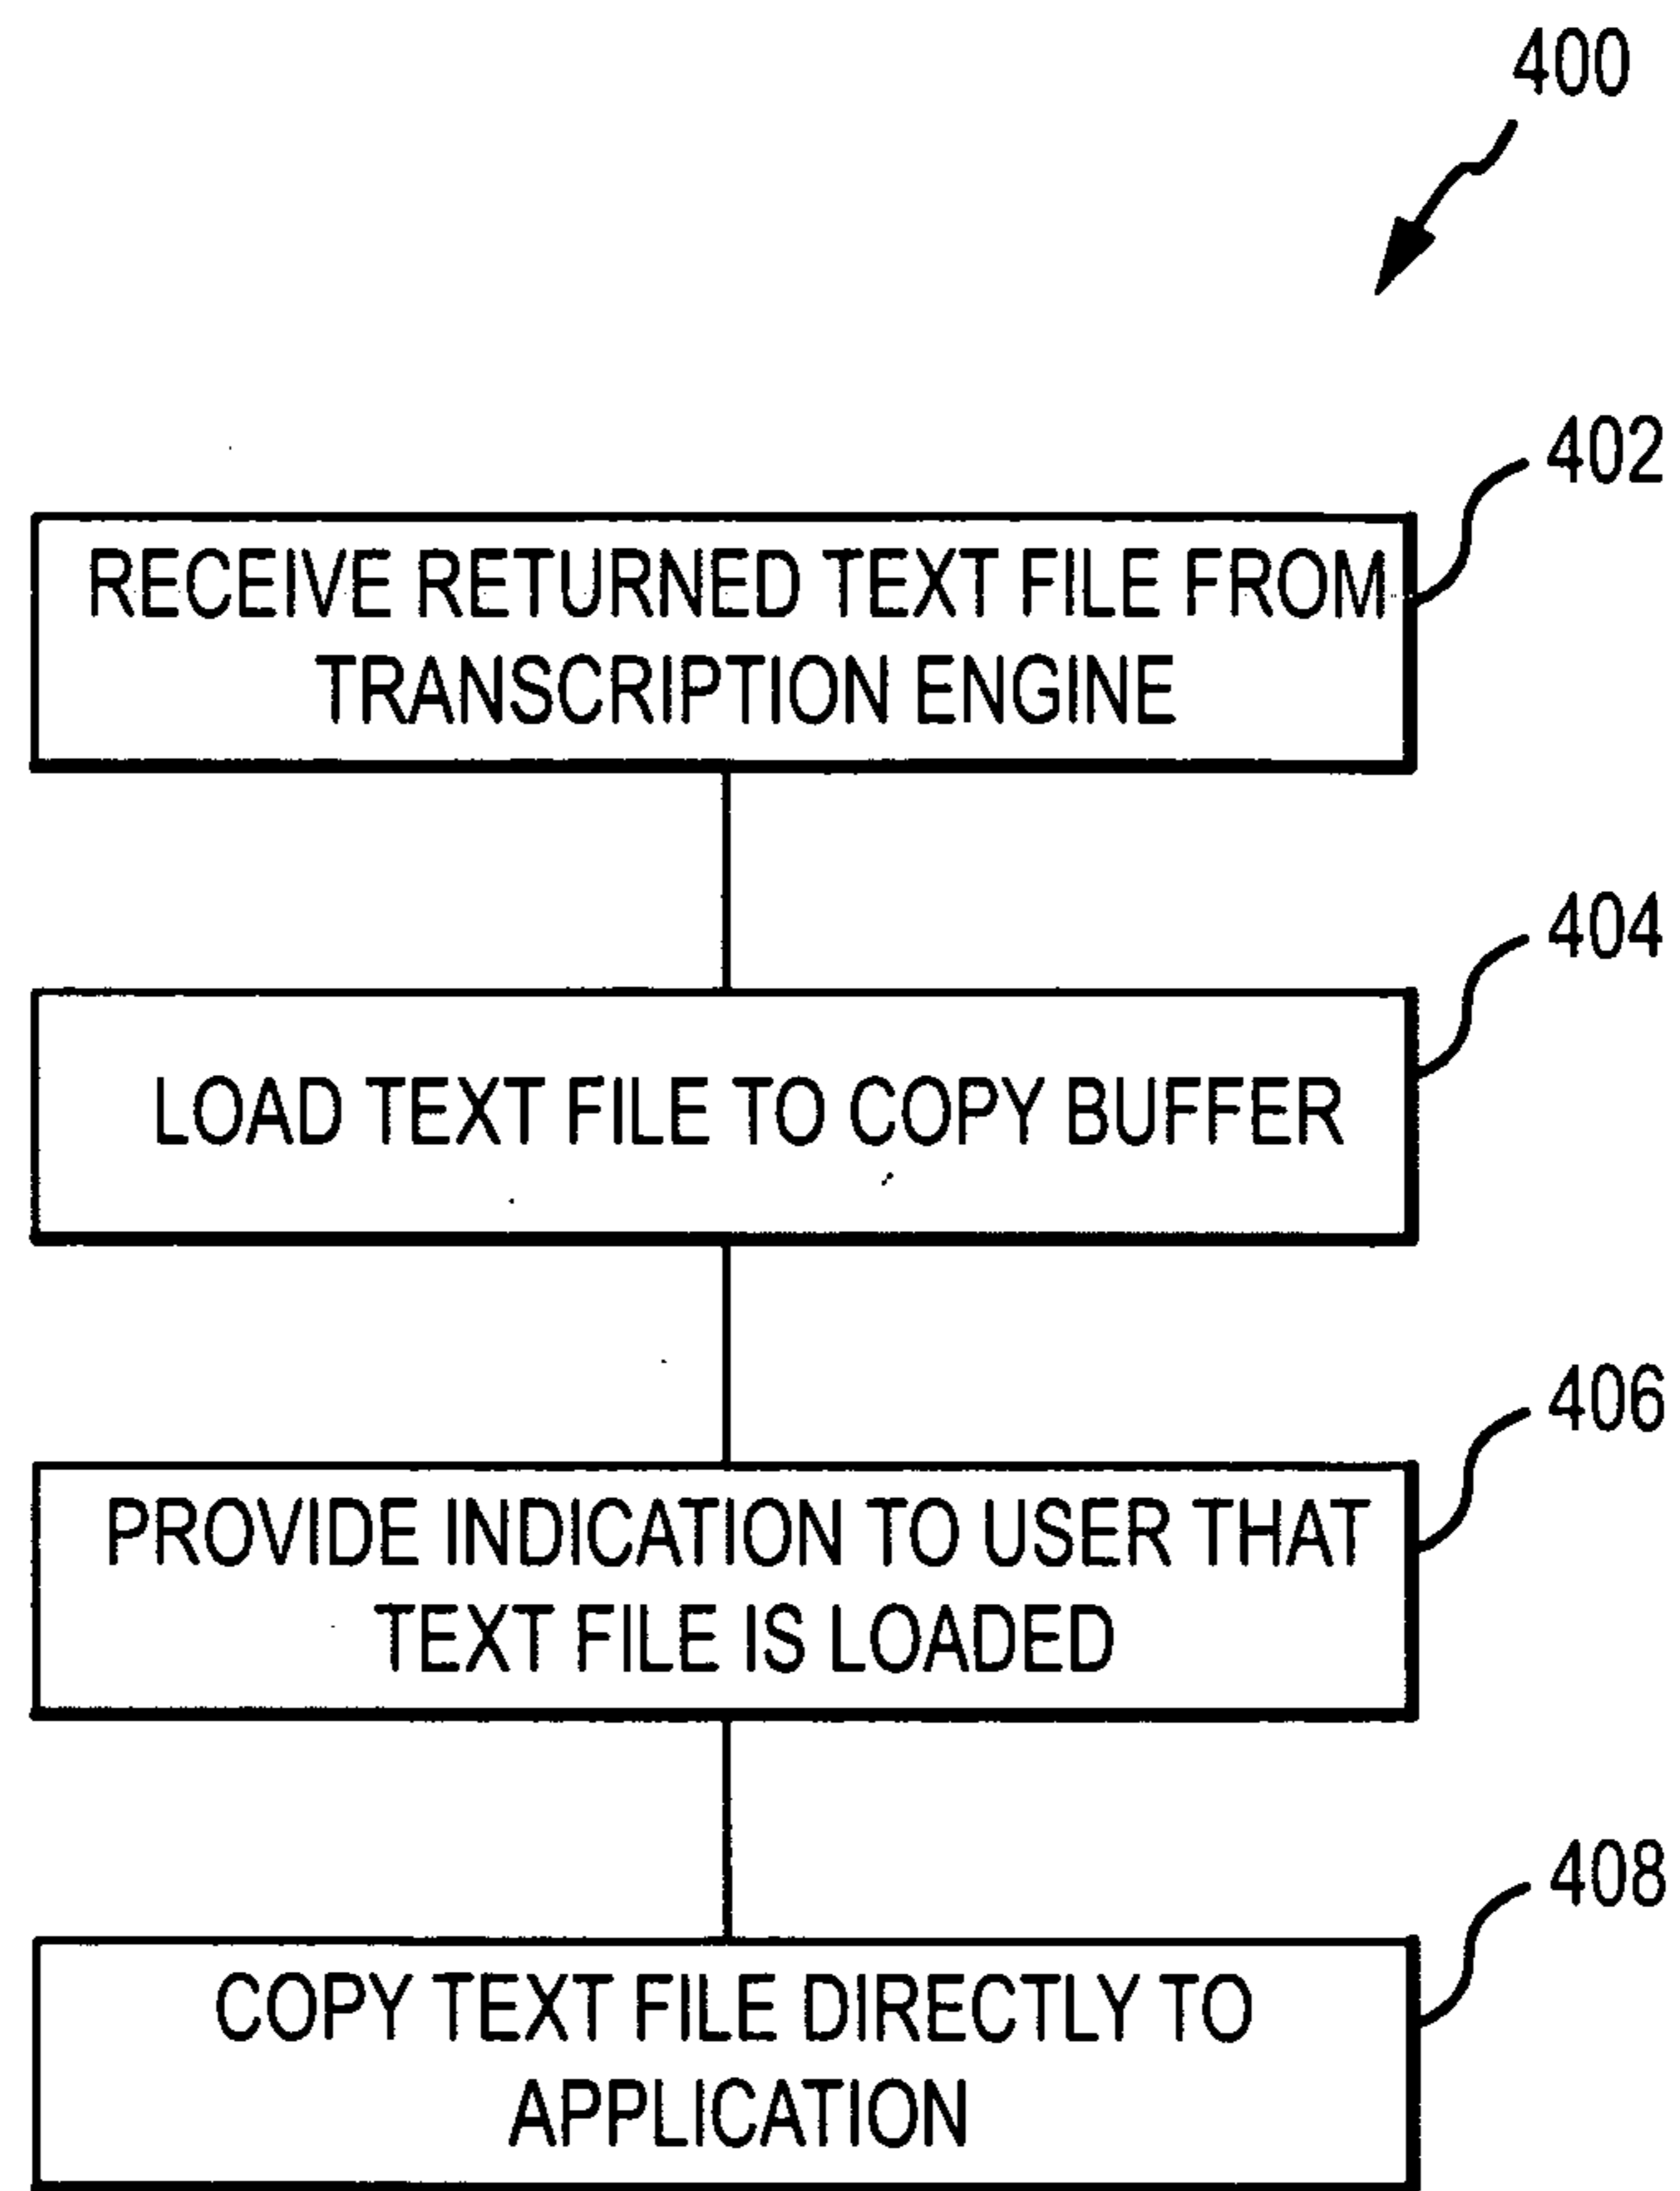 400
402
RECEIVE RETURNED TEXT FILE FROM
TRANSCRIPTION ENGINE
404
LOAD TEXT FILE TO COPY BUFFER
406
PROVIDE INDICATION TO USER THAT
TEXT FILE IS LOADED
408
COPY TEXT FILE DIRECTLY TO
APPLICATION